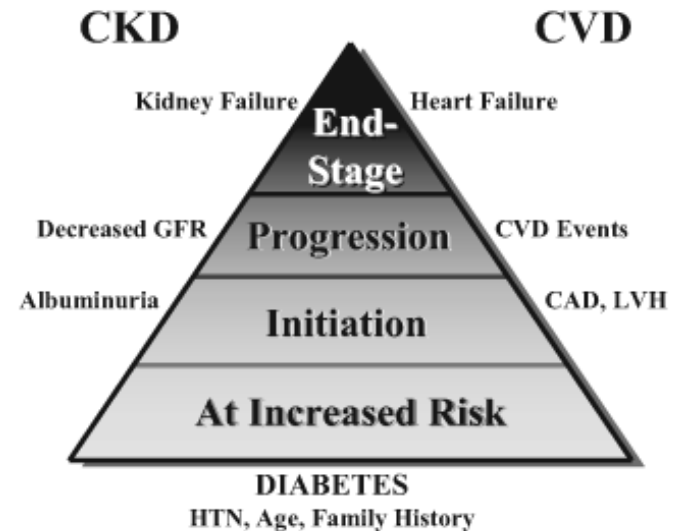 CKD
CVD
Kidney Failure
Heart Failure
End-
Stage
Decreased GFR
Progression
CVD Events
Albuminuria
Initiation
CAD, LVH
At Increased Risk
DIABETES
HTN, Age, Family History